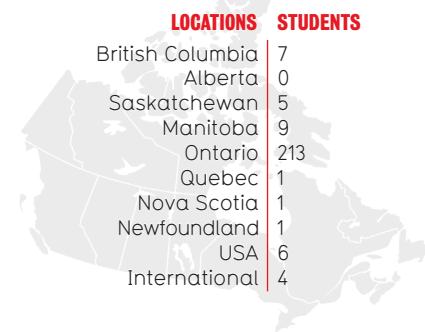 LOCATIONS STUDENTS
British Columbia 7
Alberta 0
Saskatchewan 5
Manitoba 9
Ontario 213
Quebec 1
Nova Scotia 1
Newfoundland 1
USA 6
International 4